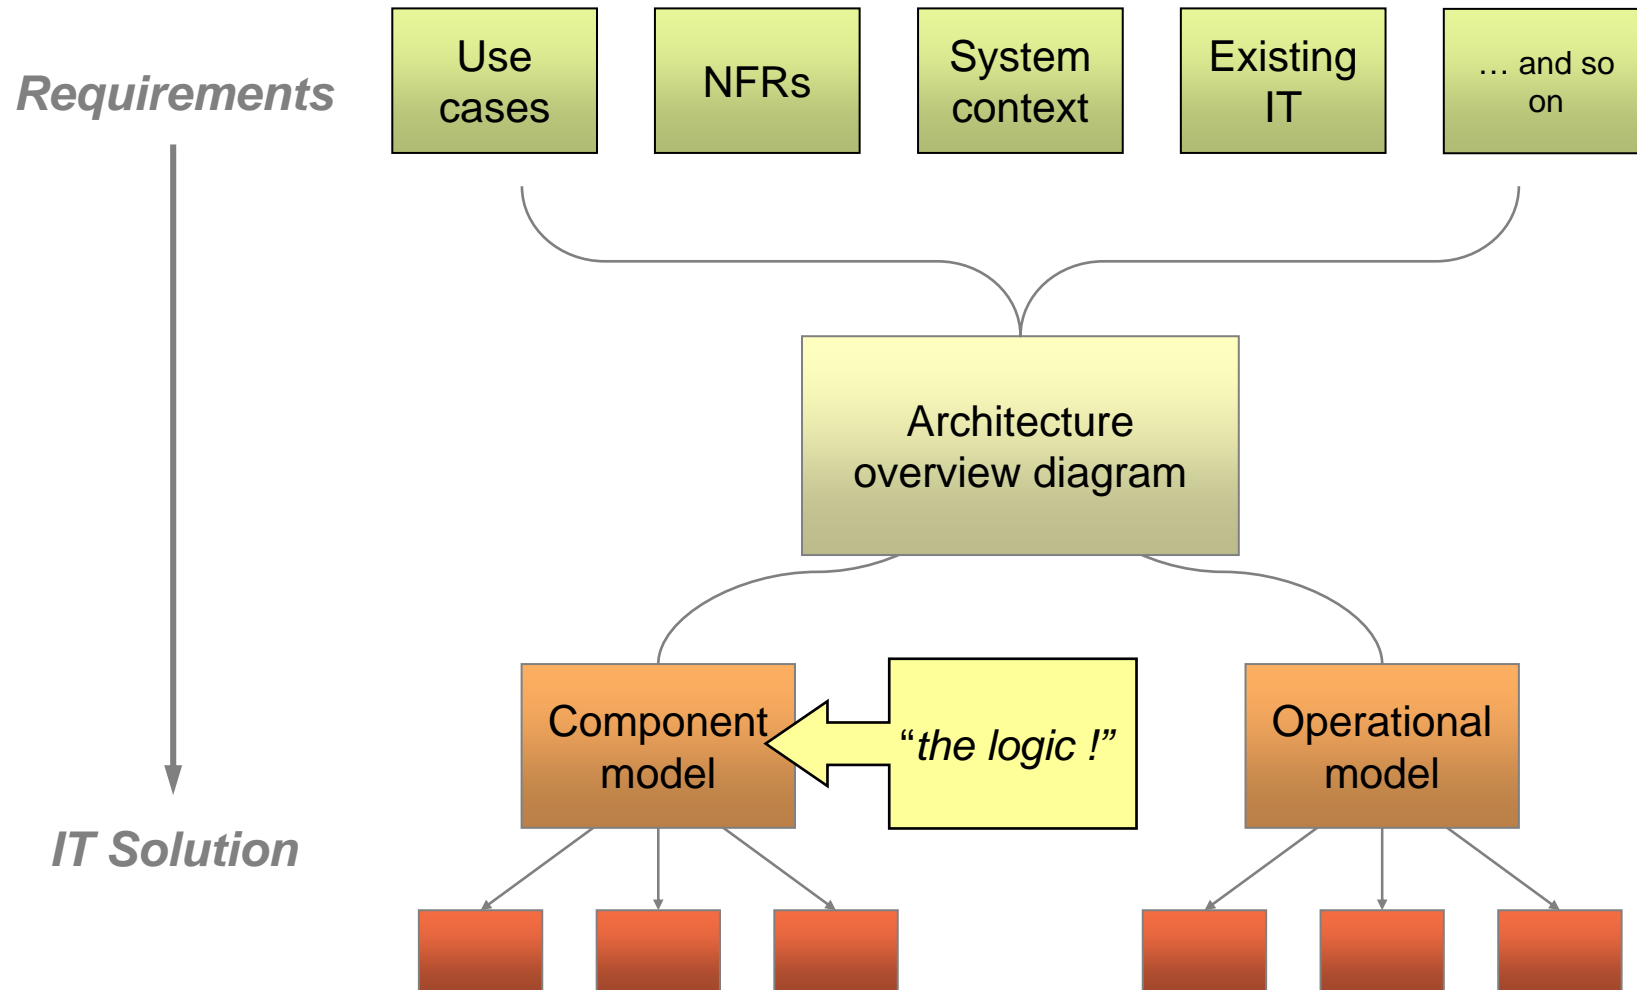 Requirements
Use
cases
NFRs
System
context
Existing
IT
… and so
on
Architecture
overview diagram
Component
model
“the logic !”
Operational
model
IT Solution